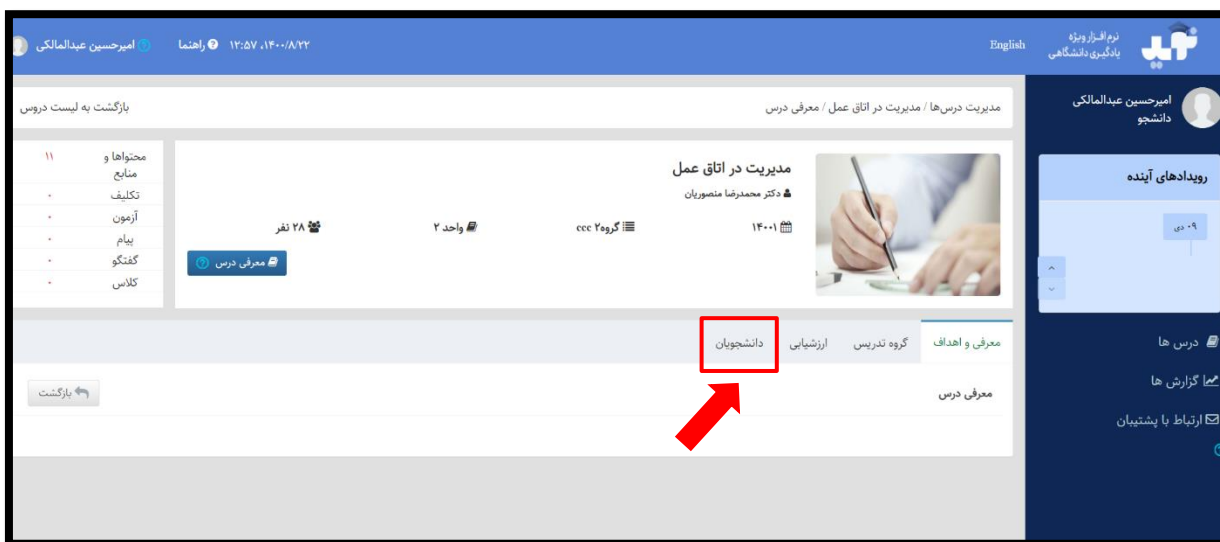 نرم افزار ویژه
یادگیری دانشگاهی
نوید
English
۱۴۰۰/۸/۲۲، ۱۲:۵۷
راهنما
امیرحسین عبدالمالکی
امیرحسین عبدالمالکی
دانشجو
رویدادهای آینده
۰۹ دی
درس ها
گزارش ها
ارتباط با پشتیبان
مدیریت درس‌ها / مدیریت در اتاق عمل / معرفی درس
بازگشت به لیست دروس
مدیریت در اتاق عمل
دکتر محمدرضا منصوریان
۱۴۰۰۱
گروه۲ ccc
واحد ۲
۲۸ نفر
معرفی درس
محتواها و منابع ۱۱
تکلیف ۰
آزمون ۰
پیام ۰
گفتگو ۰
کلاس ۰
معرفی و اهداف
گروه تدریس
ارزشیابی
دانشجویان
معرفی درس
بازگشت